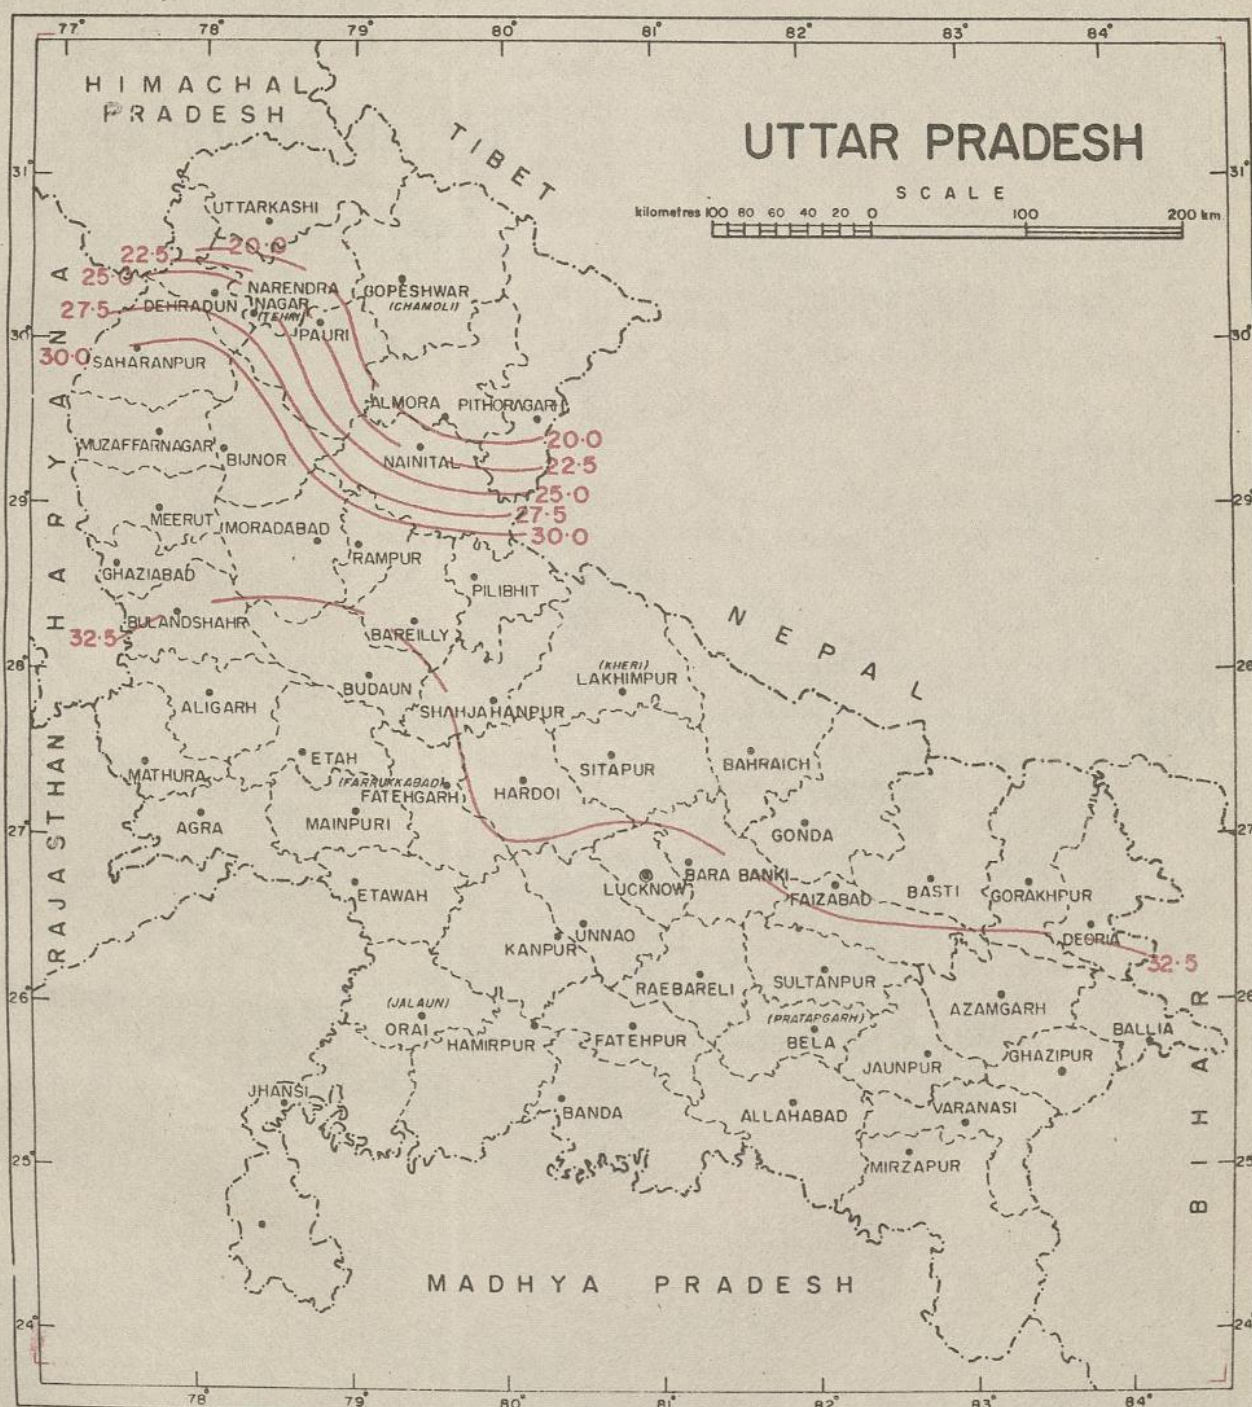 77° 78° 79° 80° 81° 82° 83° 84°
HIMACHAL
PRADESH
TIBET
UTTAR PRADESH
SCALE
kilometres 100 80 60 40 20 0 100 200 km
31° 31°
UTTARKASHI
22·5 20·0
25·0
NARENDRA
NAGAR
(TEHRI)
GOPESHWAR
(CHAMOLI)
27·5 DEHRADUN
PAURI
30° 30°
30·0 SAHARANPUR
HARYANA
ALMORA PITHORAGARH
MUZAFFARNAGAR
BIJNOR
NAINITAL
20·0
22·5
25·0
27·5
30·0
29° 29°
MEERUT
MORADABAD
RAMPUR
GHAZIABAD
PILIBHIT
BULANDSHAHR
32·5
BAREILLY
NEPAL
28° 28°
BUDAUN
(KHERI)
LAKHIMPUR
ALIGARH
SHAHJAHANPUR
RAJASTHAN
ETAH
SITAPUR
BAHRAICH
MATHURA
(FARRUKKABAD)
FATEHGARH
HARDOI
AGRA
MAINPURI
GONDA
27° 27°
LUCKNOW
BARA BANKI
ETAWAH
FAIZABAD
BASTI
GORAKHPUR
KANPUR
UNNAO
DEORIA
32·5
RAEBARELI
SULTANPUR
26° 26°
(JALAUN)
ORAI
AZAMGARH
HAMIRPUR
FATEHPUR
(PRATAPGARH)
BELA
BALLIA
JAUNPUR
GHAZIPUR
JHANSI
BANDA
ALLAHABAD
VARANASI
BIHAR
MIRZAPUR
25° 25°
MADHYA PRADESH
24° 24°
78° 79° 80° 81° 82° 83° 84°